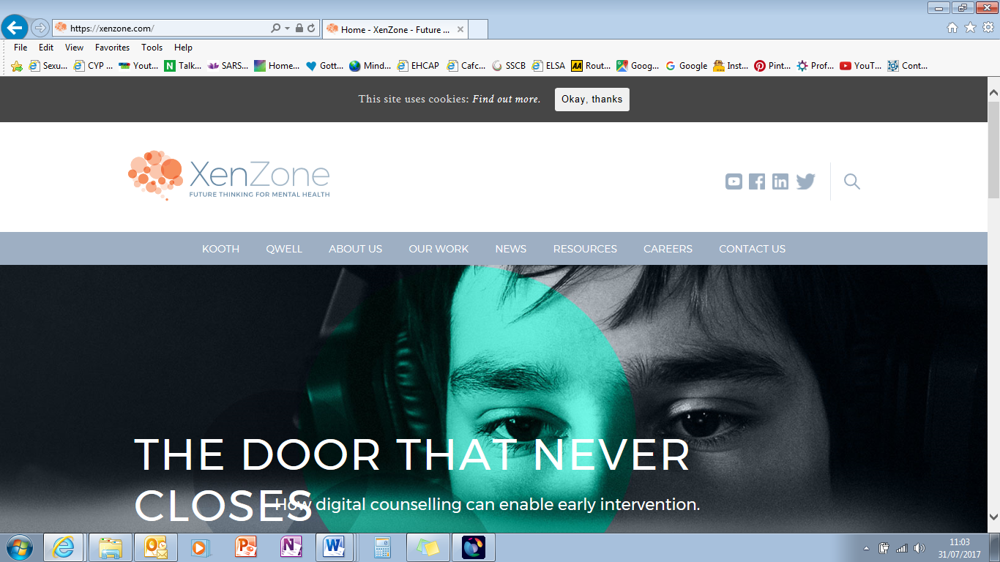 https://xenzone.com/
Home - XenZone - Future ...
File Edit View Favorites Tools Help
Sexu... CYP ... Yout... N Talk... SARS... Home... Gott... Mind... EHCAP Cafc... SSCB ELSA AA Rout... Goog... Google Inst... Pint... Prof... YouT... Cont...
This site uses cookies: Find out more. Okay, thanks
XenZone
FUTURE THINKING FOR MENTAL HEALTH
KOOTH QWELL ABOUT US OUR WORK NEWS RESOURCES CAREERS CONTACT US
THE DOOR THAT NEVER
CLOSES
How digital counselling can enable early intervention.
11:03
31/07/2017